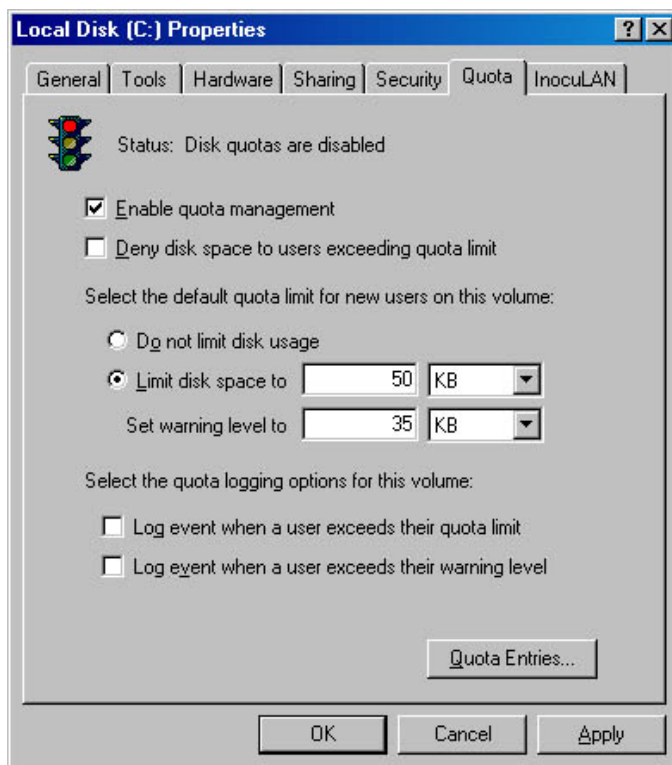 Local Disk (C:) Properties ? X
General Tools Hardware Sharing Security Quota InocuLAN
Status: Disk quotas are disabled
Enable quota management
Deny disk space to users exceeding quota limit
Select the default quota limit for new users on this volume:
Do not limit disk usage
Limit disk space to 50 KB
Set warning level to 35 KB
Select the quota logging options for this volume:
Log event when a user exceeds their quota limit
Log event when a user exceeds their warning level
Quota Entries...
OK Cancel Apply